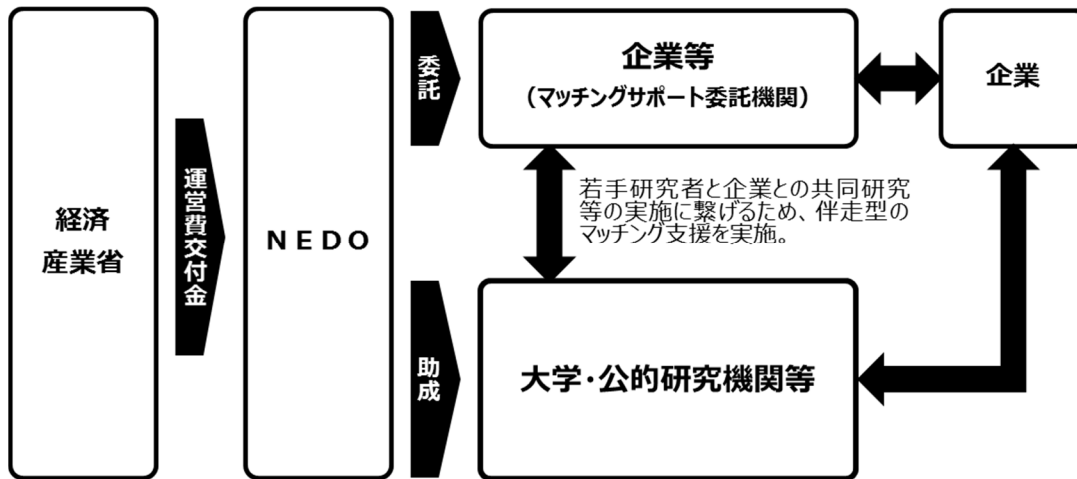 経済
産業省
運営費交付金
NEDO
委託
企業等
（マッチングサポート委託機関）
企業
若手研究者と企業との共同研究
等の実施に繋げるため、伴走型の
マッチング支援を実施。
助成
大学・公的研究機関等